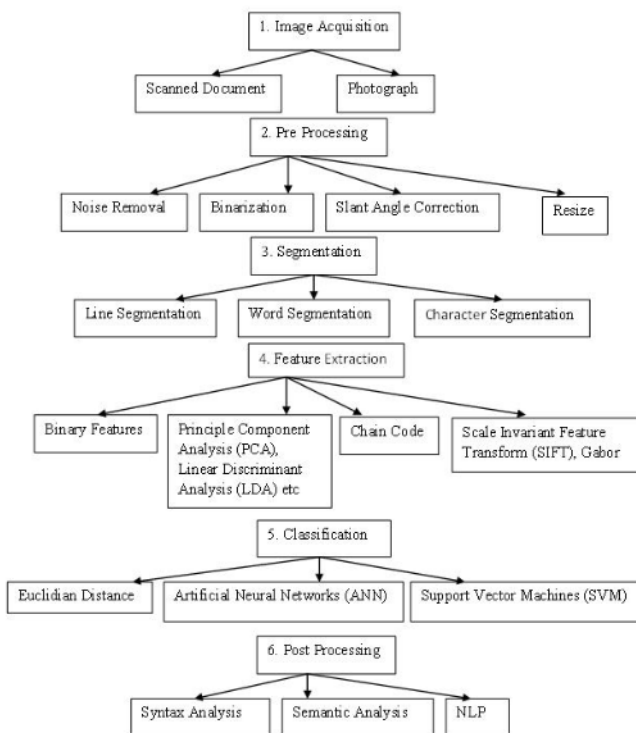 1. Image Acquisition
Scanned Document
Photograph
2. Pre Processing
Noise Removal
Binarization
Slant Angle Correction
Resize
3. Segmentation
Line Segmentation
Word Segmentation
Character Segmentation
4. Feature Extraction
Binary Features
Principle Component
Analysis (PCA),
Linear Discriminant
Analysis (LDA) etc
Chain Code
Scale Invariant Feature
Transform (SIFT), Gabor
5. Classification
Euclidian Distance
Artificial Neural Networks (ANN)
Support Vector Machines (SVM)
6. Post Processing
Syntax Analysis
Semantic Analysis
NLP